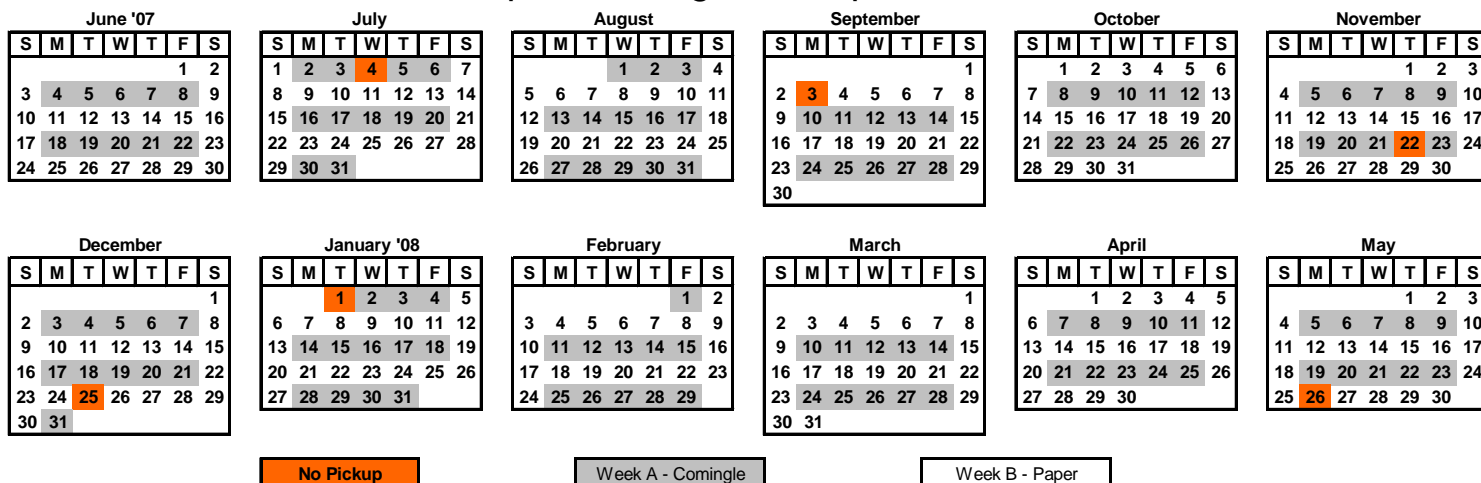 June '07 July August September October November
S M T W T F S S M T W T F S S M T W T F S S M T W T F S S M T W T F S S M T W T F S
1 2 1 2 3 4 5 6 7 1 2 3 4 1 1 2 3 4 5 6 1 2 3
3 4 5 6 7 8 9 8 9 10 11 12 13 14 5 6 7 8 9 10 11 2 3 4 5 6 7 8 7 8 9 10 11 12 13 4 5 6 7 8 9 10
10 11 12 13 14 15 16 15 16 17 18 19 20 21 12 13 14 15 16 17 18 9 10 11 12 13 14 15 14 15 16 17 18 19 20 11 12 13 14 15 16 17
17 18 19 20 21 22 23 22 23 24 25 26 27 28 19 20 21 22 23 24 25 16 17 18 19 20 21 22 21 22 23 24 25 26 27 18 19 20 21 22 23 24
24 25 26 27 28 29 30 29 30 31 26 27 28 29 30 31 23 24 25 26 27 28 29 28 29 30 31 25 26 27 28 29 30
30
December January '08 February March April May
S M T W T F S S M T W T F S S M T W T F S S M T W T F S S M T W T F S S M T W T F S
1 1 2 3 4 5 1 2 1 1 2 3 4 5 1 2 3
2 3 4 5 6 7 8 6 7 8 9 10 11 12 3 4 5 6 7 8 9 2 3 4 5 6 7 8 6 7 8 9 10 11 12 4 5 6 7 8 9 10
9 10 11 12 13 14 15 13 14 15 16 17 18 19 10 11 12 13 14 15 16 9 10 11 12 13 14 15 13 14 15 16 17 18 19 11 12 13 14 15 16 17
16 17 18 19 20 21 22 20 21 22 23 24 25 26 17 18 19 20 21 22 23 16 17 18 19 20 21 22 20 21 22 23 24 25 26 18 19 20 21 22 23 24
23 24 25 26 27 28 29 27 28 29 30 31 24 25 26 27 28 29 23 24 25 26 27 28 29 27 28 29 30 25 26 27 28 29 30
30 31 30 31
No Pickup Week A - Comingle Week B - Paper